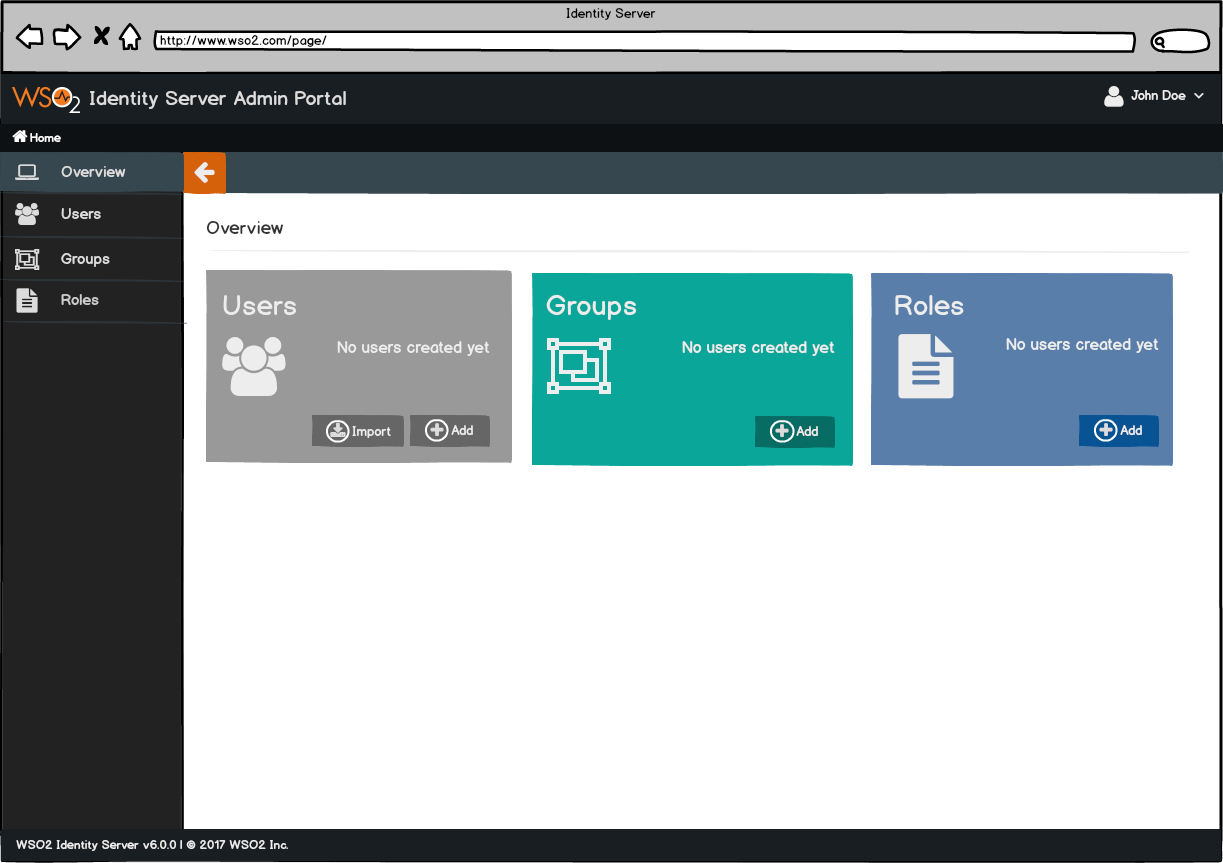 Identity Server
http://www.wso2.com/page/
WSO2 Identity Server Admin Portal
John Doe
Home
Overview
Users
Groups
Roles
Overview
Users
No users created yet
Import
Add
Groups
No users created yet
Add
Roles
No users created yet
Add
WSO2 Identity Server v6.0.0 | © 2017 WSO2 Inc.